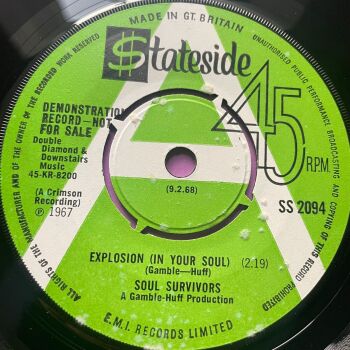 MADE IN GT. BRITAIN
ALL RIGHTS OF THE MANUFACTURER AND OF THE OWNER OF THE RECORDED WORK RESERVED
UNAUTHORISED PUBLIC PERFORMANCE BROADCASTING AND COPYING OF THIS RECORD PROHIBITED
$tateside
45
R.P.M.
DEMONSTRATION
RECORD—NOT
FOR SALE
Double
Diamond &
Downstairs
Music
45-KR-8200
(A Crimson
Recording)
℗ 1967
A
(9.2.68)
SS 2094
EXPLOSION (IN YOUR SOUL) (2.19)
(Gamble—Huff)
SOUL SURVIVORS
A Gamble-Huff Production
E.M.I. RECORDS LIMITED